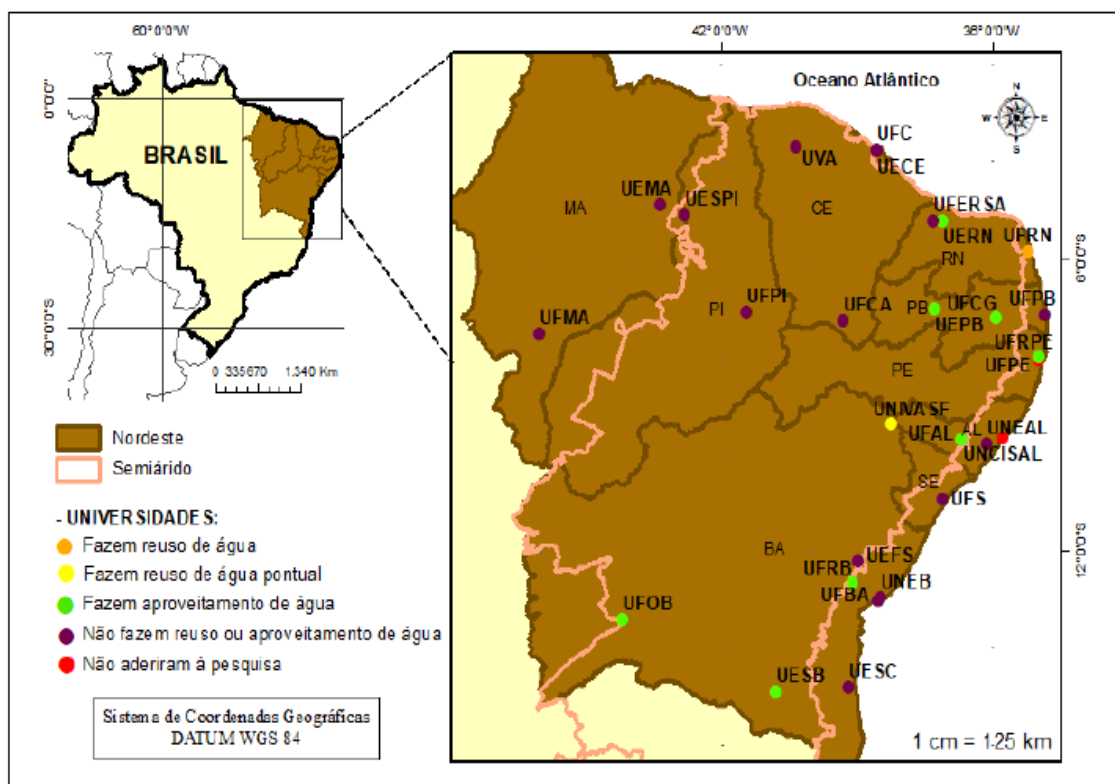 60°0'0"W
0°0'0"
30°0'0"S
BRASIL
0 335670 1.340 Km
Nordeste
Semiárido
- UNIVERSIDADES:
Fazem reuso de água
Fazem reuso de água pontual
Fazem aproveitamento de água
Não fazem reuso ou aproveitamento de água
Não aderiram à pesquisa
Sistema de Coordenadas Geográficas
DATUM WGS 84
42°0'0"W
Oceano Atlântico
N
W E
S
UFC
UVA
UECE
UEMA
UESPI
MA
CE
UFERSA
UERN
UFRN
RN
6°0'0"S
UFMA
PI
UFPI
UFCA
PB
UFCG
UFPB
UEPB
UFRPE
UFPE
PE
UNIVASF
UFAL
AL
UNEAL
UNCISAL
SE
UFS
BA
UEFS
12°0'0"S
UFRB
UFBA
UNEB
UFOB
UESB
UESC
1 cm = 125 km